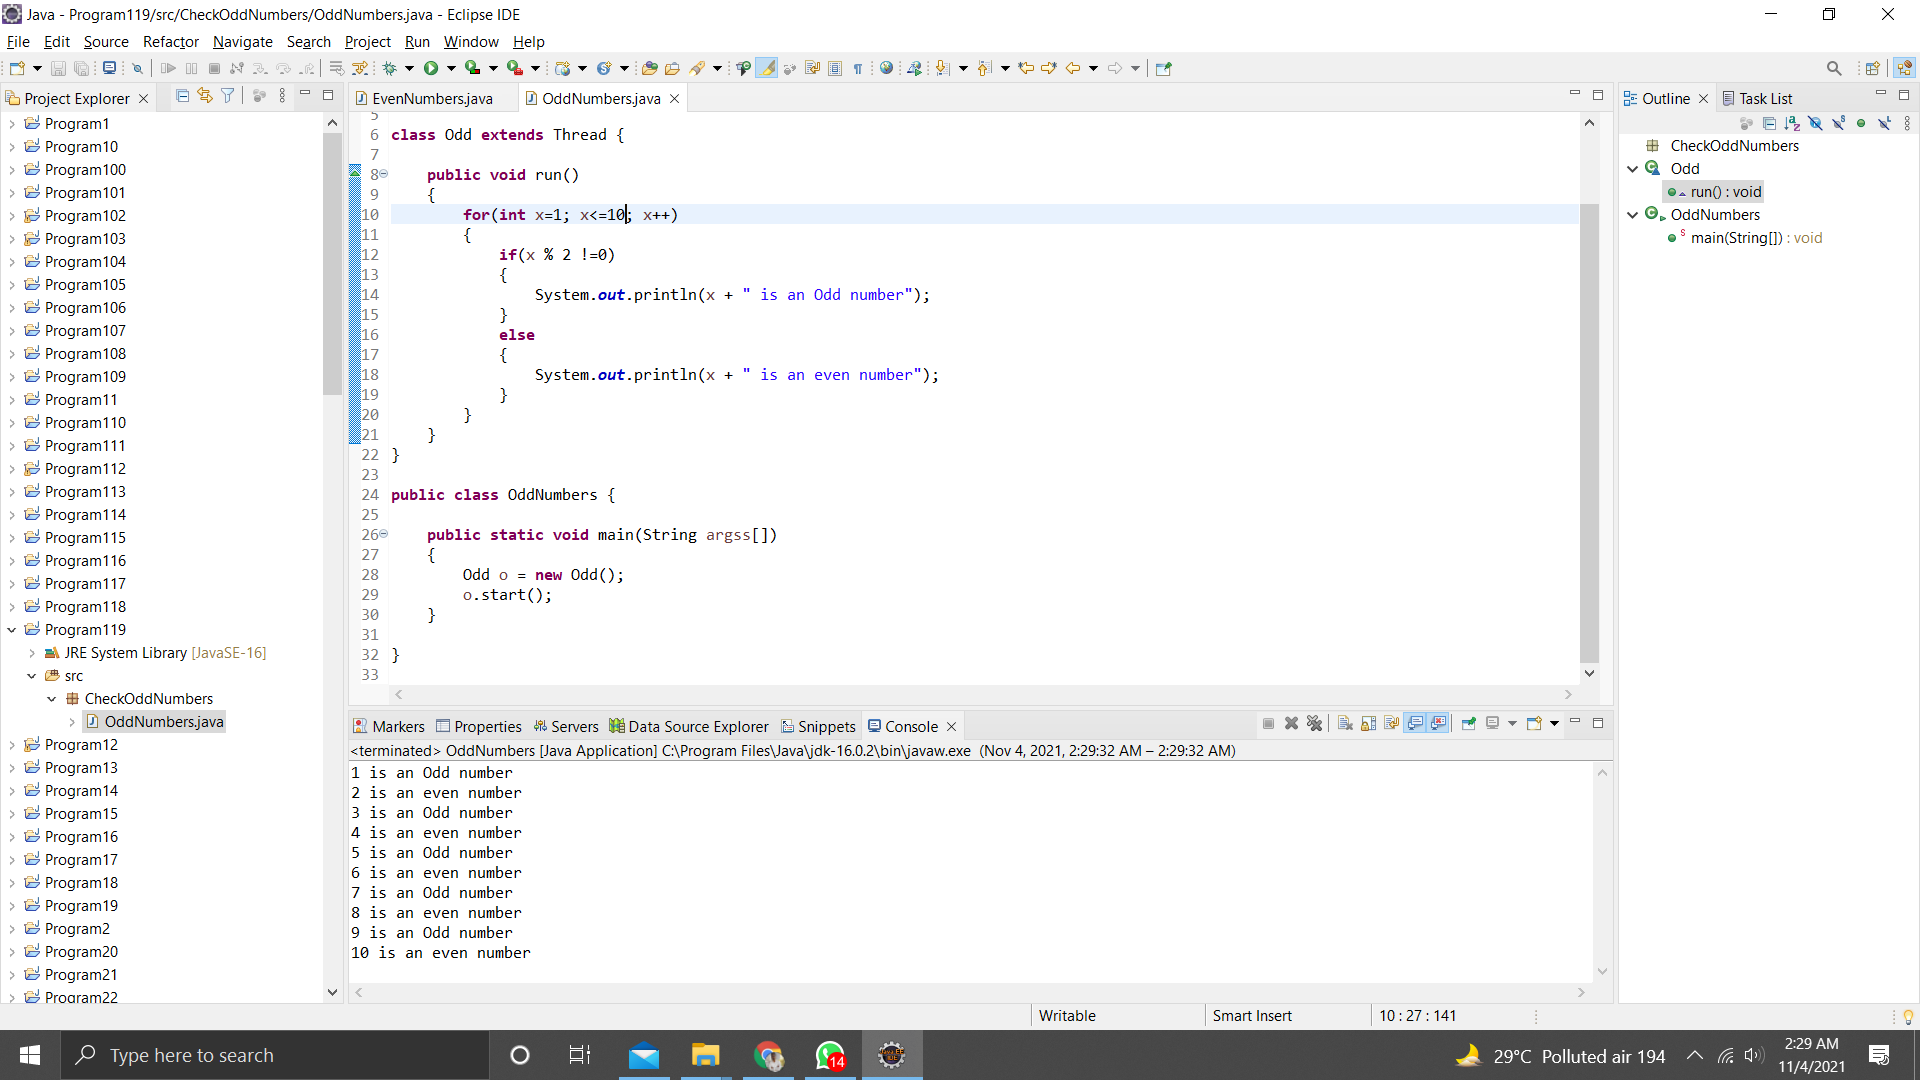 Java - Program119/src/CheckOddNumbers/OddNumbers.java - Eclipse IDE
File Edit Source Refactor Navigate Search Project Run Window Help
Project Explorer
Program1
Program10
Program100
Program101
Program102
Program103
Program104
Program105
Program106
Program107
Program108
Program109
Program11
Program110
Program111
Program112
Program113
Program114
Program115
Program116
Program117
Program118
Program119
JRE System Library [JavaSE-16]
src
CheckOddNumbers
OddNumbers.java
Program12
Program13
Program14
Program15
Program16
Program17
Program18
Program19
Program2
Program20
Program21
Program22
EvenNumbers.java OddNumbers.java
5
6 class Odd extends Thread {
7
8 public void run()
9 {
10 for(int x=1; x<=10; x++)
11 {
12 if(x % 2 !=0)
13 {
14 System.out.println(x + " is an Odd number");
15 }
16 else
17 {
18 System.out.println(x + " is an even number");
19 }
20 }
21 }
22 }
23
24 public class OddNumbers {
25
26 public static void main(String argss[])
27 {
28 Odd o = new Odd();
29 o.start();
30 }
31
32 }
33
Markers Properties Servers Data Source Explorer Snippets Console
<terminated> OddNumbers [Java Application] C:\Program Files\Java\jdk-16.0.2\bin\javaw.exe (Nov 4, 2021, 2:29:32 AM – 2:29:32 AM)
1 is an Odd number
2 is an even number
3 is an Odd number
4 is an even number
5 is an Odd number
6 is an even number
7 is an Odd number
8 is an even number
9 is an Odd number
10 is an even number
Outline Task List
CheckOddNumbers
Odd
run() : void
OddNumbers
main(String[]) : void
Writable Smart Insert 10 : 27 : 141
Type here to search
14
29°C Polluted air 194
2:29 AM
11/4/2021